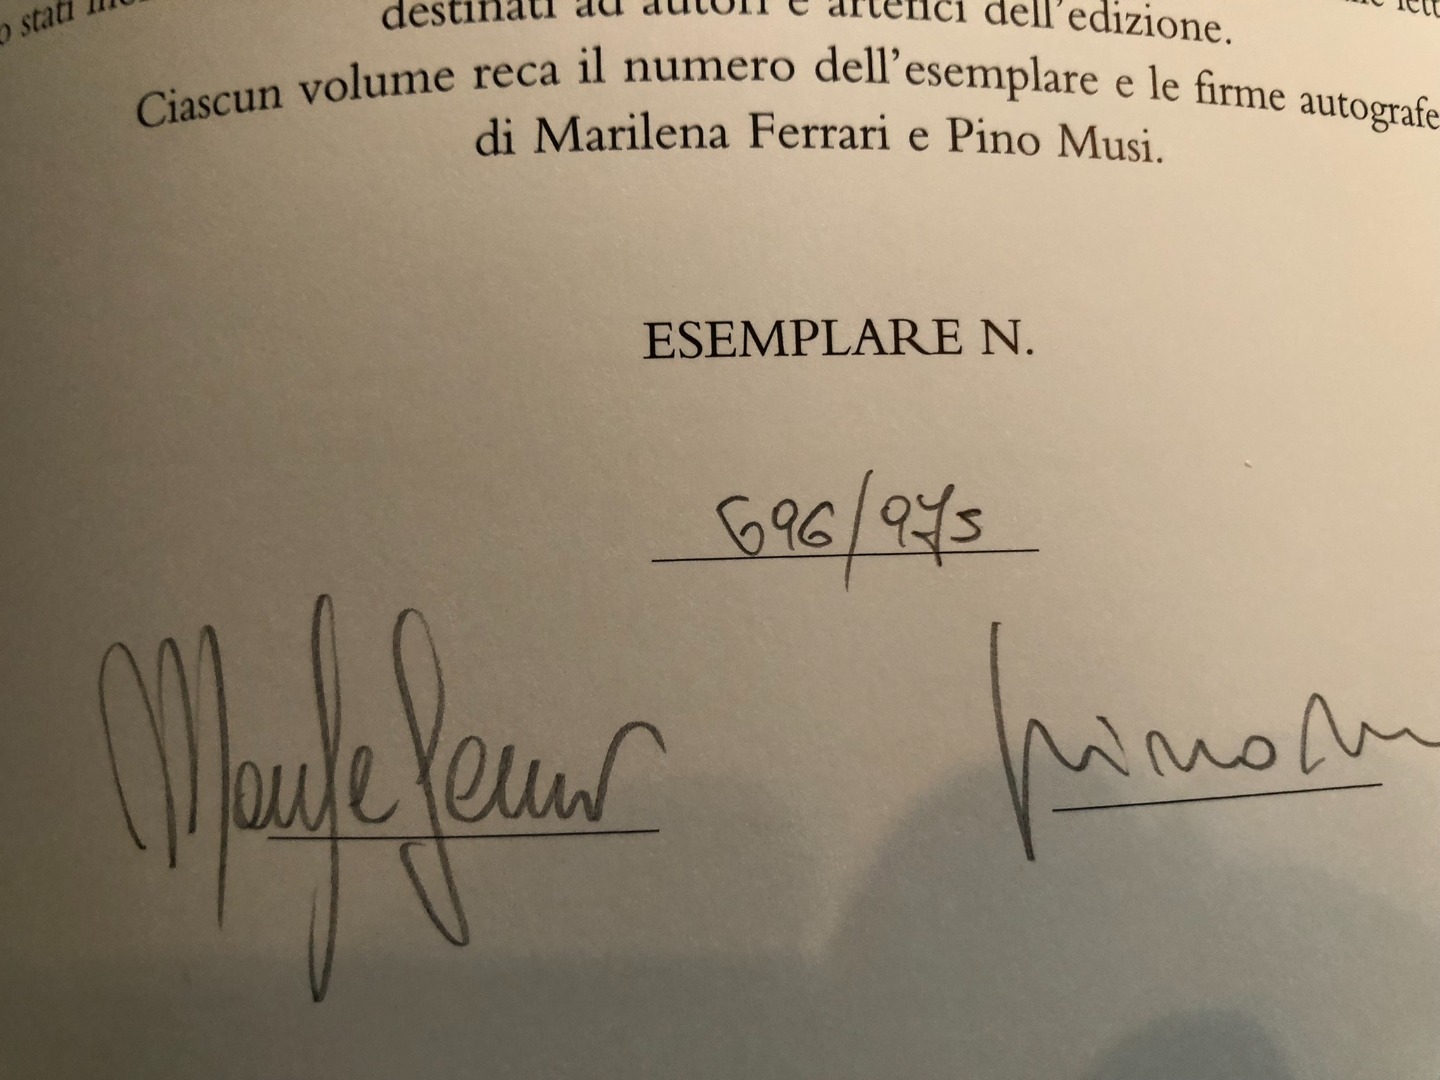 o stati
destinati ad autori e artefici dell'edizione.
Ciascun volume reca il numero dell'esemplare e le firme autografe
di Marilena Ferrari e Pino Musi.
ESEMPLARE N.
696/975